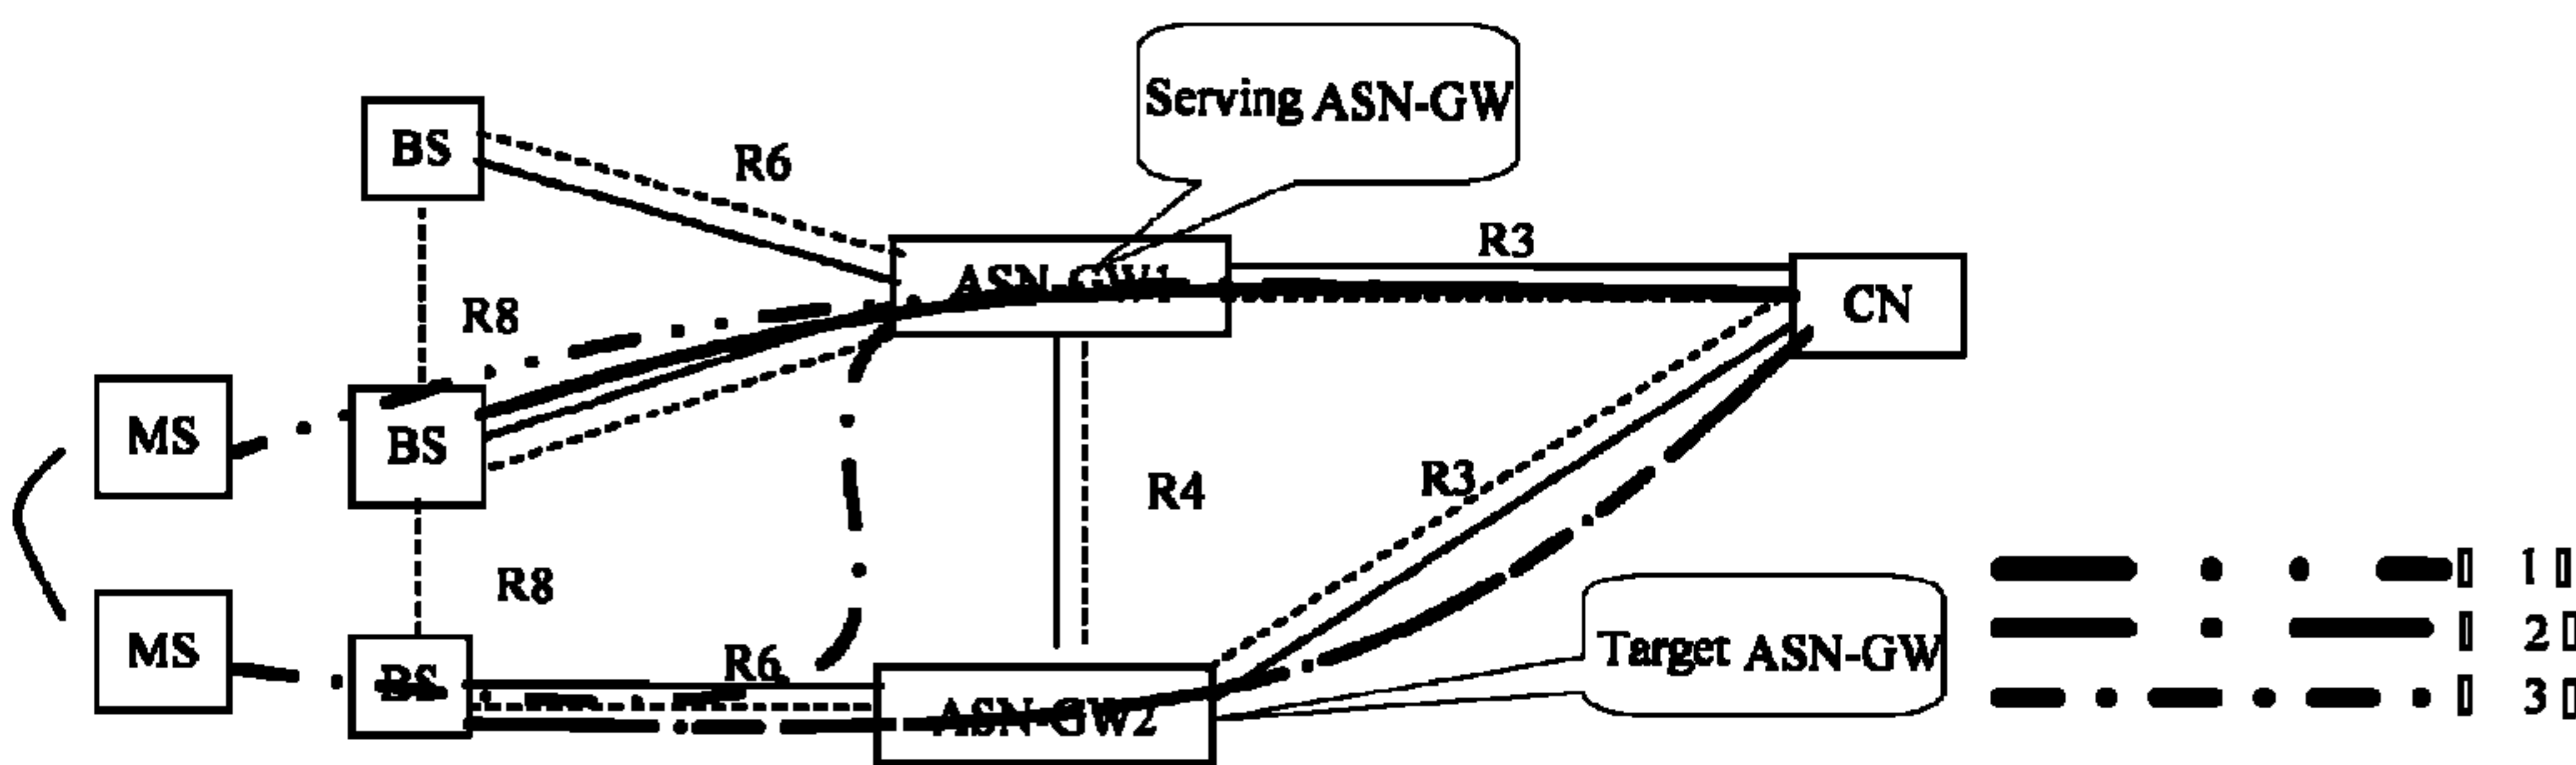 Serving ASN-GW
BS
R6
R3
ASN-GW1
CN
R8
MS
BS
R4
R3
R8
1
Target ASN-GW
2
MS
R6
BS
3
ASN-GW2